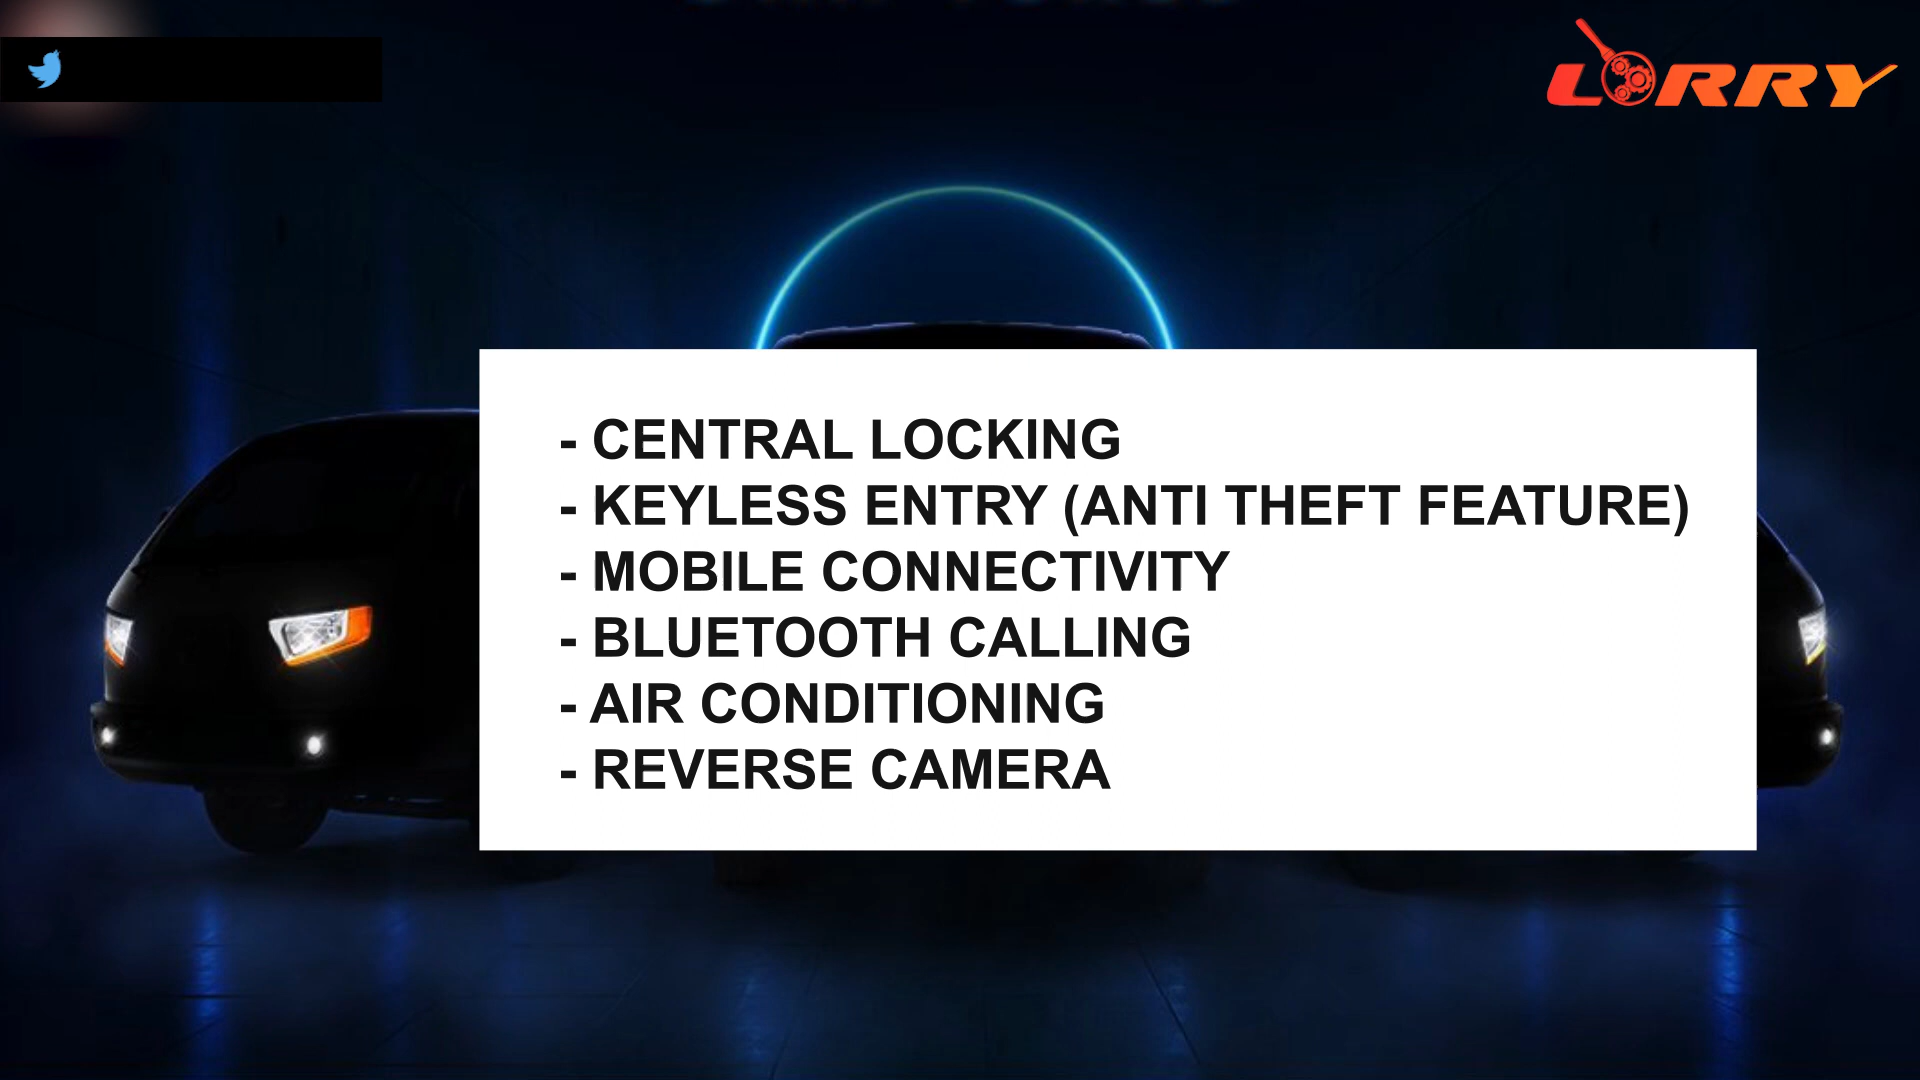 LORRY
- CENTRAL LOCKING
- KEYLESS ENTRY (ANTI THEFT FEATURE)
- MOBILE CONNECTIVITY
- BLUETOOTH CALLING
- AIR CONDITIONING
- REVERSE CAMERA